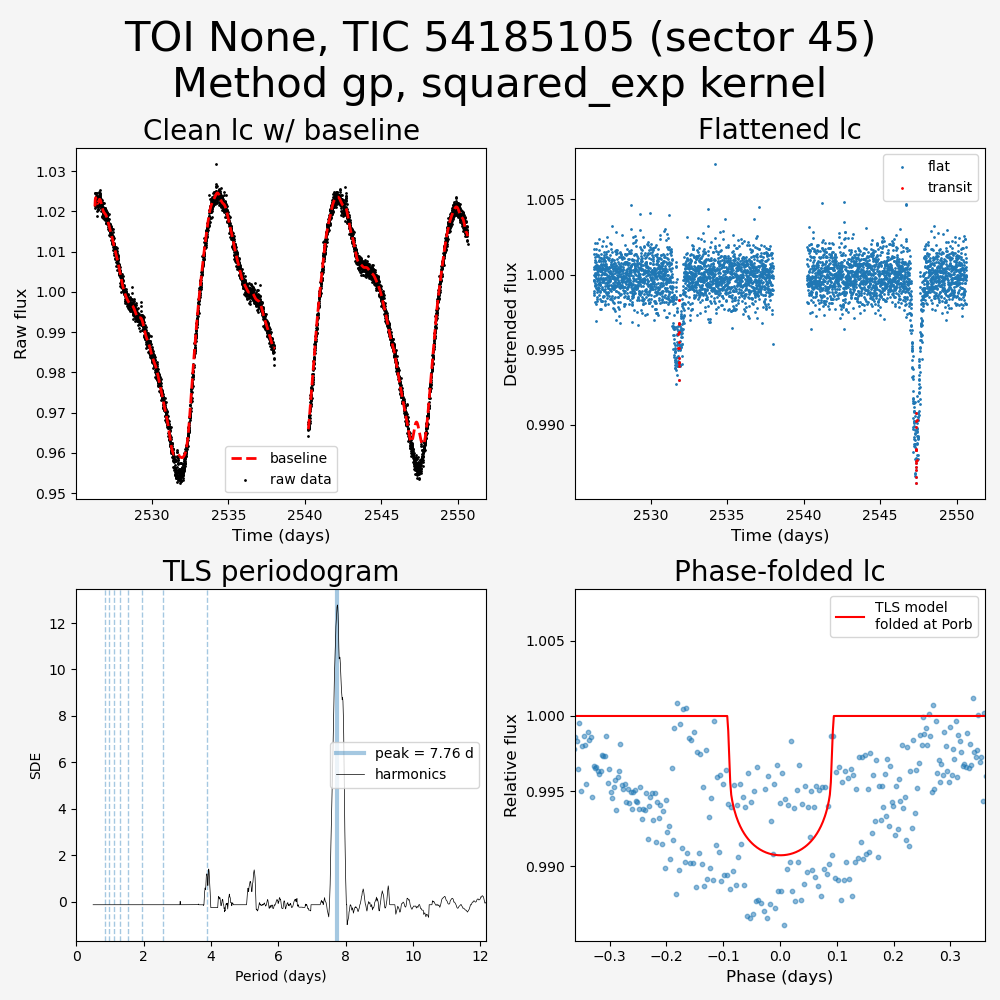 TOI None, TIC 54185105 (sector 45)
Method gp, squared_exp kernel
Clean lc w/ baseline
Raw flux
1.03
1.02
1.01
1.00
0.99
0.98
0.97
0.96
0.95
baseline
raw data
2530
2535
2540
2545
2550
Time (days)
Flattened lc
Detrended flux
1.005
1.000
0.995
0.990
flat
transit
2530
2535
2540
2545
2550
Time (days)
TLS periodogram
SDE
12
10
8
6
4
2
0
peak = 7.76 d
harmonics
0
2
4
6
8
10
12
Period (days)
Phase-folded lc
Relative flux
1.005
1.000
0.995
0.990
TLS model
folded at Porb
−0.3
−0.2
−0.1
0.0
0.1
0.2
0.3
Phase (days)